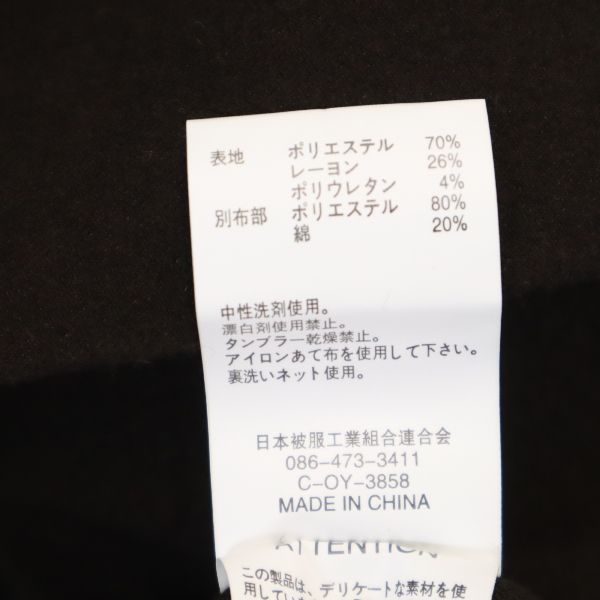 表地 ポリエステル 70%
レーヨン 26%
ポリウレタン 4%
別布部 ポリエステル 80%
綿 20%
中性洗剤使用。
漂白剤使用禁止。
タンブラー乾燥禁止。
アイロンあて布を使用して下さい。
裏洗いネット使用。
日本被服工業組合連合会
086-473-3411
C-OY-3858
MADE IN CHINA
ATTENTION
この製品は、デリケートな素材を使
用してい